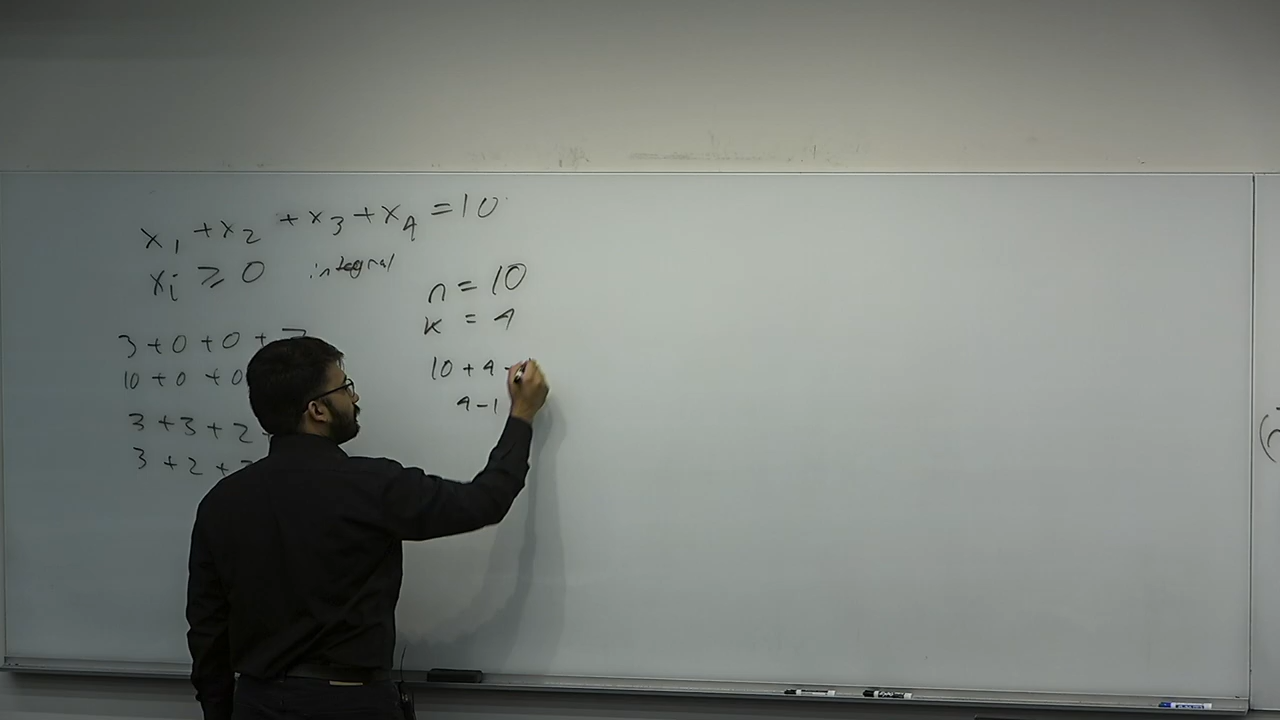 x₁ + x₂ + x₃ + x₄ = 10
xᵢ ≥ 0 integral
n = 10
k = 4
3 + 0 + 0 + 7
10 + 0 + 0
10 + 4 -
4 - 1
3 + 3 + 2
3 + 2 +